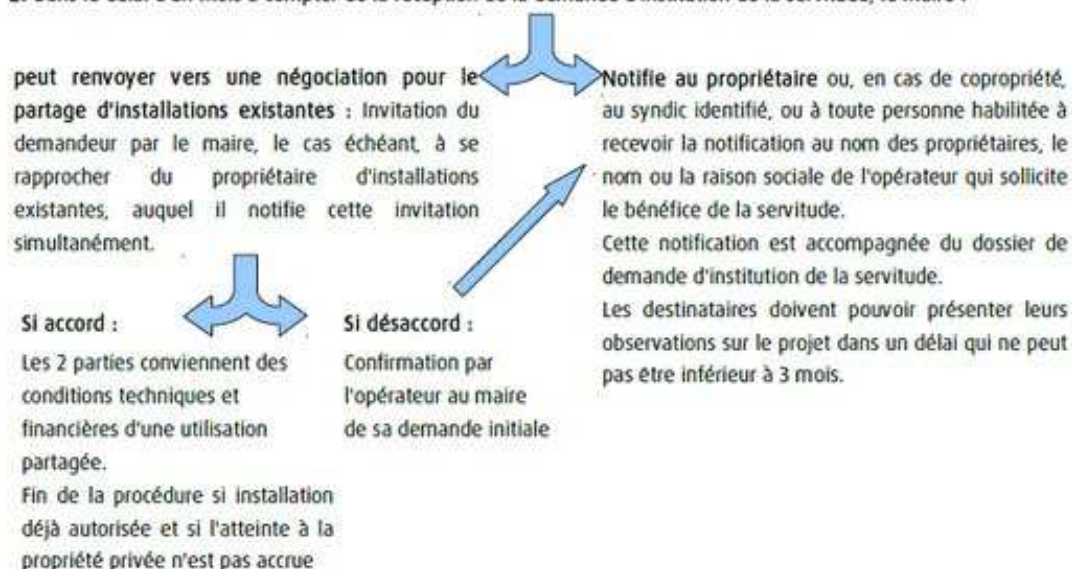 peut renvoyer vers une négociation pour le
partage d'installations existantes : Invitation du
demandeur par le maire, le cas échéant, à se
rapprocher du propriétaire d'installations
existantes, auquel il notifie cette invitation
simultanément.
Notifie au propriétaire ou, en cas de copropriété,
au syndic identifié, ou à toute personne habilitée à
recevoir la notification au nom des propriétaires, le
nom ou la raison sociale de l'opérateur qui sollicite
le bénéfice de la servitude.
Cette notification est accompagnée du dossier de
demande d'institution de la servitude.
Les destinataires doivent pouvoir présenter leurs
observations sur le projet dans un délai qui ne peut
pas être inférieur à 3 mois.
Si accord :
Les 2 parties conviennent des
conditions techniques et
financières d'une utilisation
partagée.
Fin de la procédure si installation
déjà autorisée et si l'atteinte à la
propriété privée n'est pas accrue
Si désaccord :
Confirmation par
l'opérateur au maire
de sa demande initiale